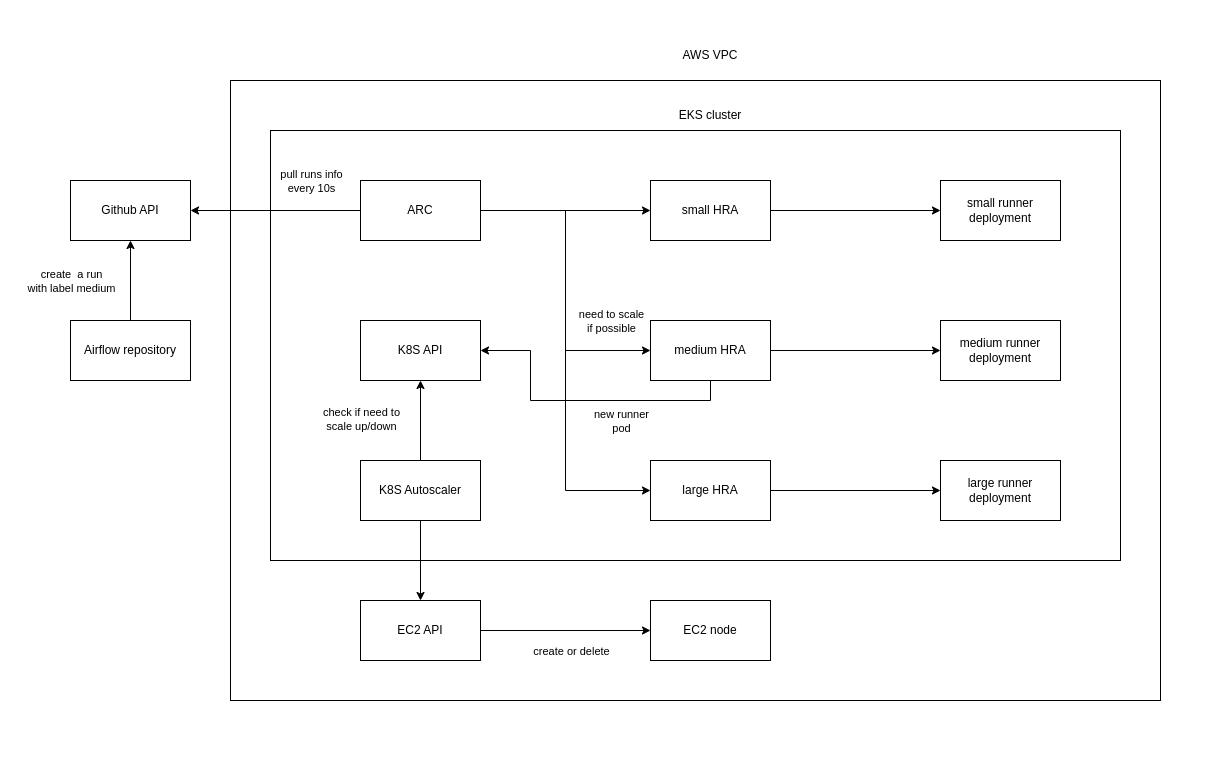 AWS VPC
EKS cluster
pull runs info
every 10s
Github API
ARC
small HRA
small runner
deployment
create  a run
with label medium
need to scale
if possible
Airflow repository
K8S API
medium HRA
medium runner
deployment
check if need to
scale up/down
new runner
pod
K8S Autoscaler
large HRA
large runner
deployment
EC2 API
EC2 node
create or delete